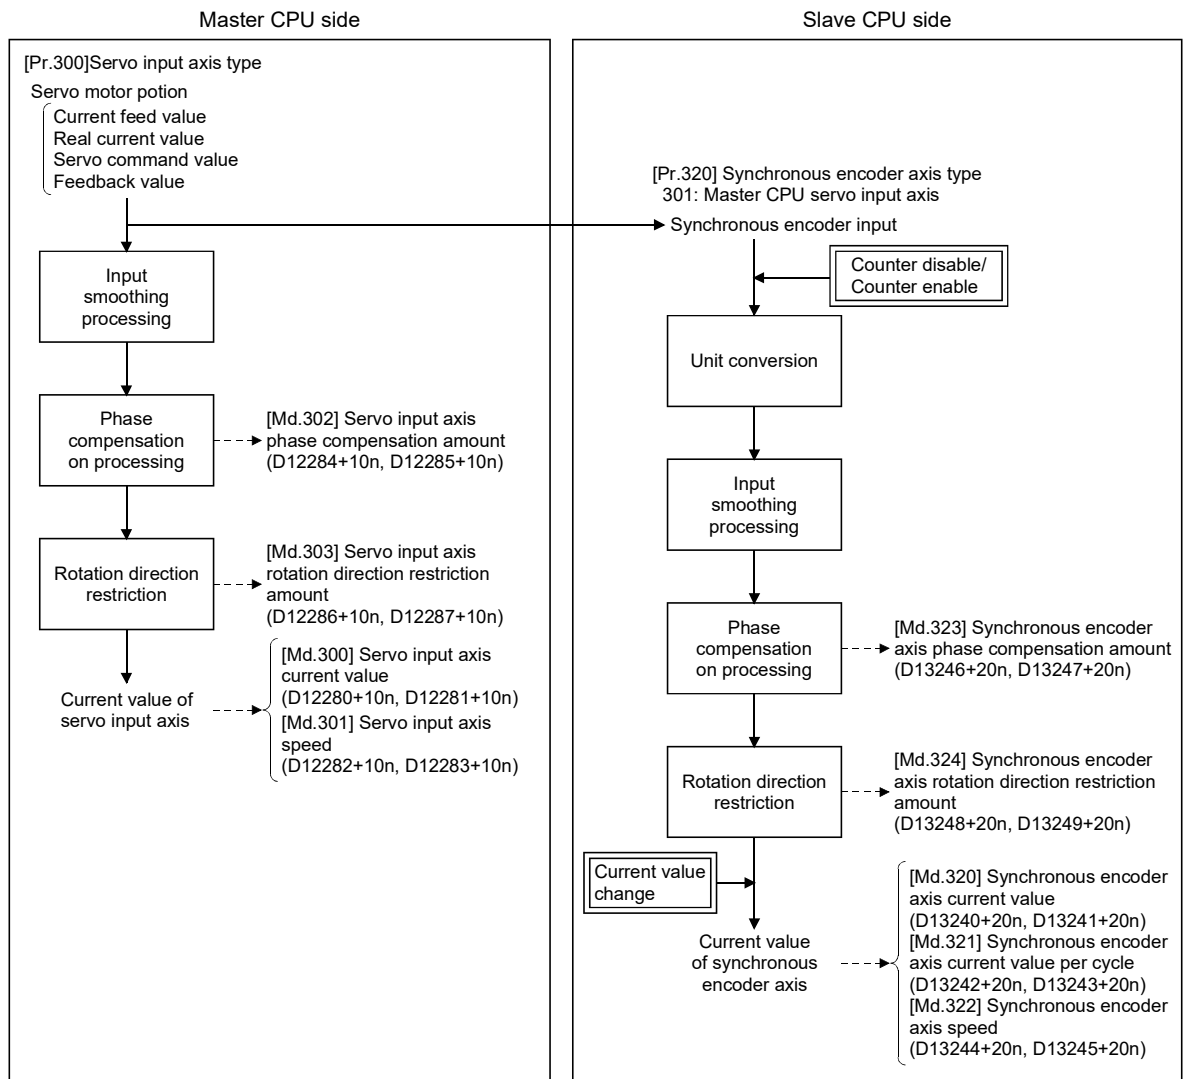 Master CPU side
[Pr.300]Servo input axis type
Servo motor potion
Current feed value
Real current value
Servo command value
Feedback value
Input
smoothing
processing
Phase
compensation
on processing
[Md.302] Servo input axis
phase compensation amount
(D12284+10n, D12285+10n)
Rotation direction
restriction
[Md.303] Servo input axis
rotation direction restriction
amount
(D12286+10n, D12287+10n)
Current value of
servo input axis
[Md.300] Servo input axis
current value
(D12280+10n, D12281+10n)
[Md.301] Servo input axis
speed
(D12282+10n, D12283+10n)
Slave CPU side
[Pr.320] Synchronous encoder axis type
301: Master CPU servo input axis
Synchronous encoder input
Counter disable/
Counter enable
Unit conversion
Input
smoothing
processing
Phase
compensation
on processing
[Md.323] Synchronous encoder
axis phase compensation amount
(D13246+20n, D13247+20n)
Rotation direction
restriction
[Md.324] Synchronous encoder
axis rotation direction restriction
amount
(D13248+20n, D13249+20n)
Current value
change
Current value
of synchronous
encoder axis
[Md.320] Synchronous encoder
axis current value
(D13240+20n, D13241+20n)
[Md.321] Synchronous encoder
axis current value per cycle
(D13242+20n, D13243+20n)
[Md.322] Synchronous encoder
axis speed
(D13244+20n, D13245+20n)